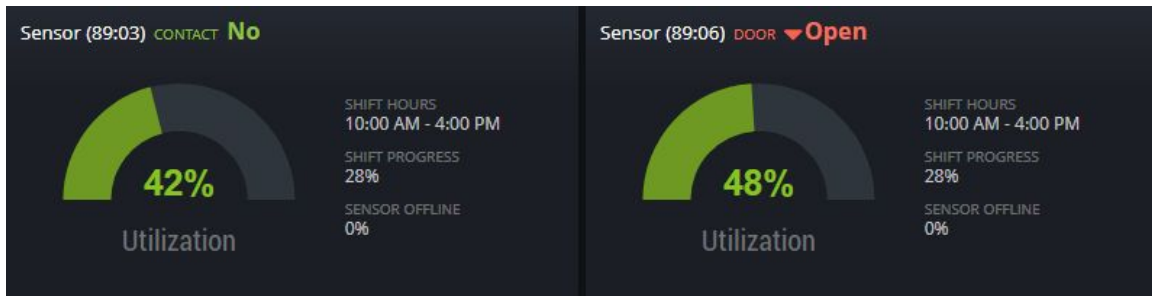 Sensor (89:03) CONTACT No
SHIFT HOURS
10:00 AM - 4:00 PM
SHIFT PROGRESS
28%
SENSOR OFFLINE
0%
42%
Utilization
Sensor (89:06) DOOR Open
SHIFT HOURS
10:00 AM - 4:00 PM
SHIFT PROGRESS
28%
SENSOR OFFLINE
0%
48%
Utilization